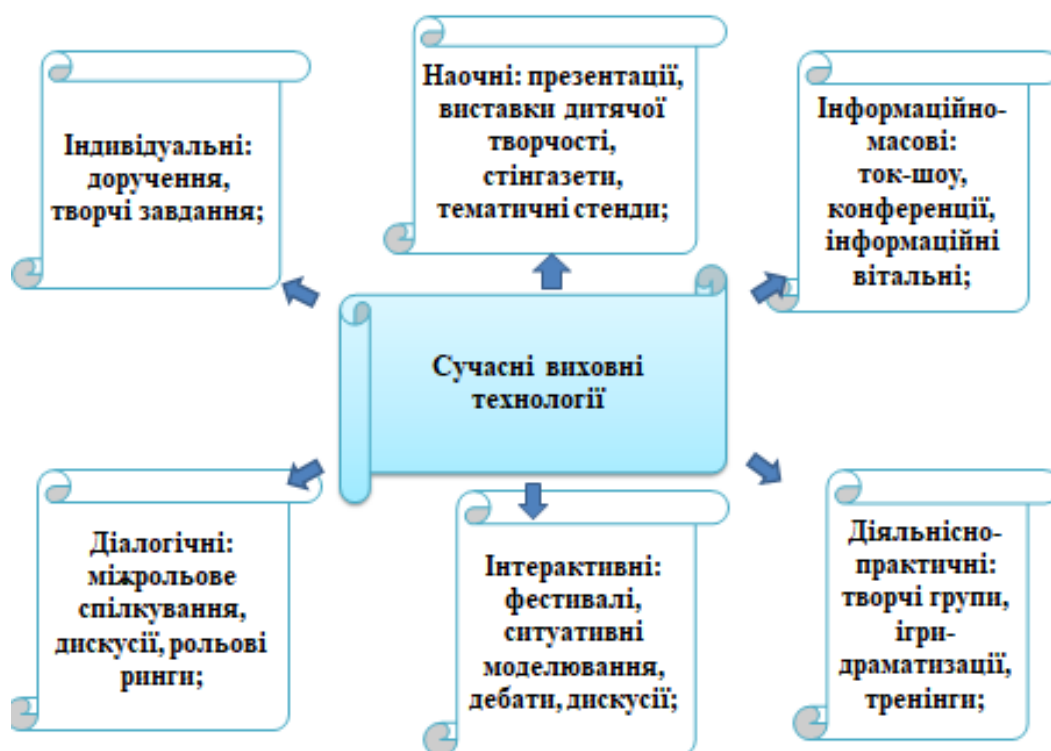 Індивідуальні:
доручення,
творчі завдання;
Наочні: презентації,
виставки дитячої
творчості,
стінгазети,
тематичні стенди;
Інформаційно-
масові:
ток-шоу,
конференції,
інформаційні
вітальні;
Сучасні виховні
технології
Діалогічні:
міжрольове
спілкування,
дискусії, рольові
ринги;
Інтерактивні:
фестивалі,
ситуативні
моделювання,
дебати, дискусії;
Діяльнісно-
практичні:
творчі групи,
ігри-
драматизації,
тренінги;